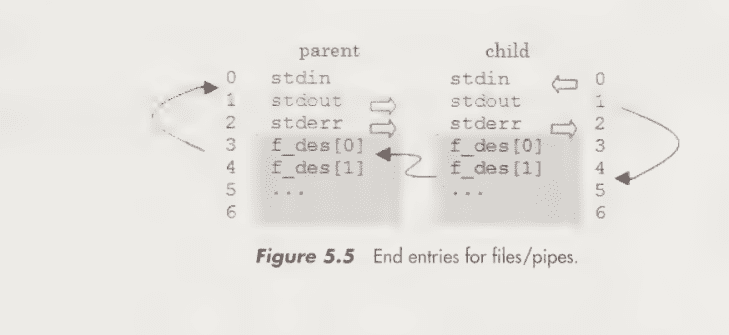 parent child
0 stdin stdin 0
1 stdout stdout 1
2 stderr stderr 2
3 f_des[0] f_des[0] 3
4 f_des[1] f_des[1] 4
5 ... ... 5
6 6
Figure 5.5 End entries for files/pipes.